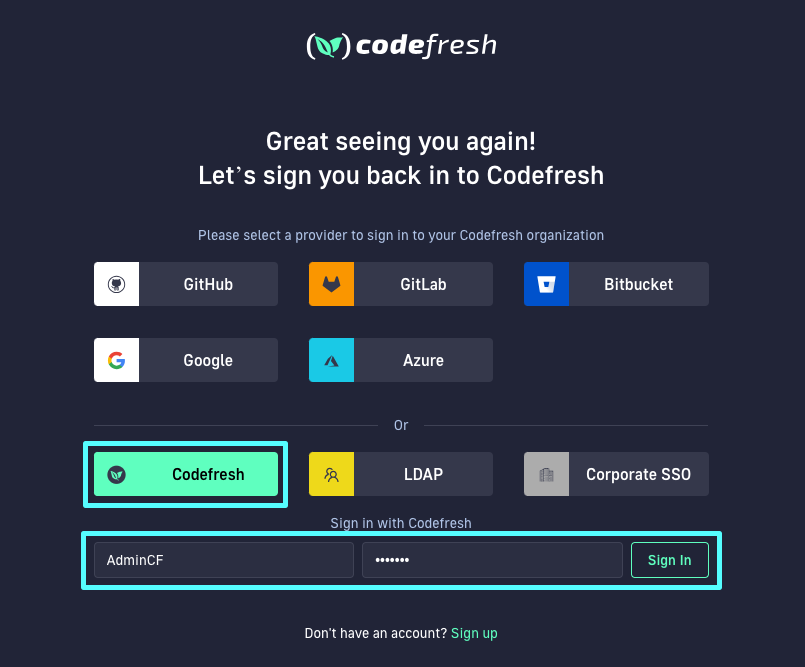 codefresh
Great seeing you again!
Let’s sign you back in to Codefresh
Please select a provider to sign in to your Codefresh organization
GitHub
GitLab
Bitbucket
Google
Azure
Or
Codefresh
LDAP
Corporate SSO
Sign in with Codefresh
AdminCF
•••••••
Sign In
Don't have an account? Sign up